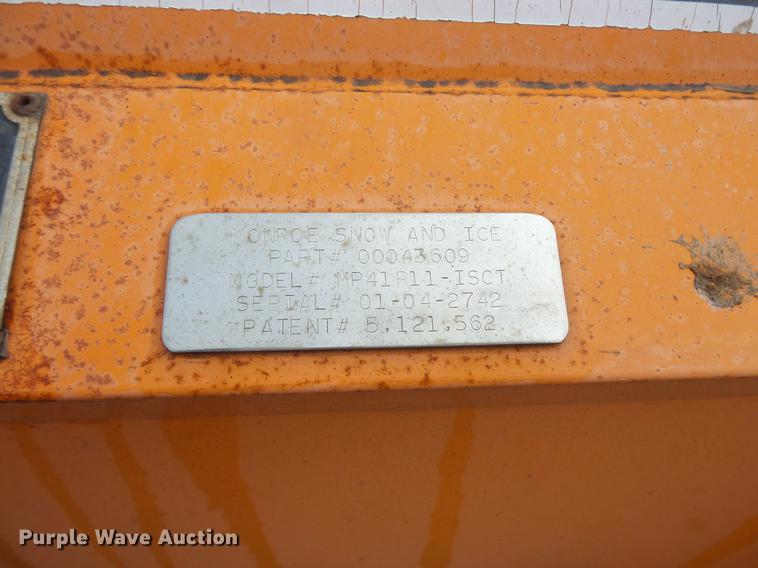 MONROE SNOW AND ICE
PART# 00043609
MODEL# MP41R11-ISCT
SERIAL# 01-04-2742
PATENT# 5,121,562
Purple Wave Auction